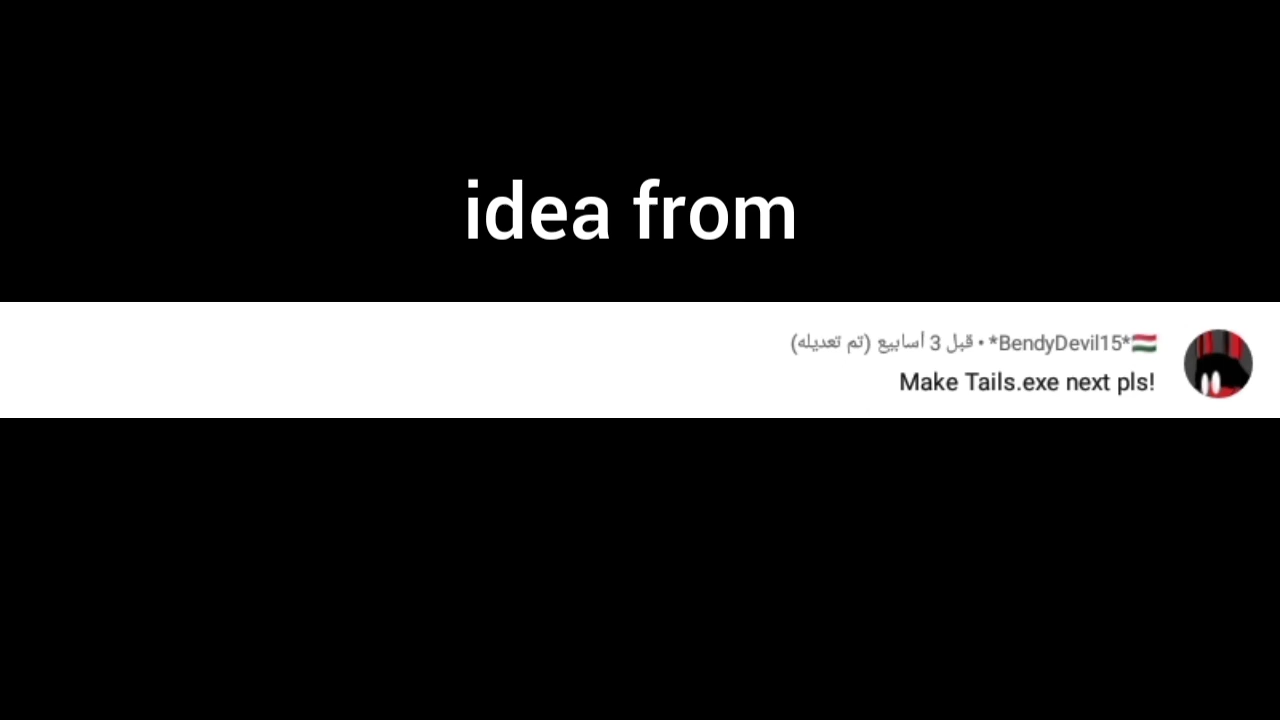 idea from
🇭🇺*BendyDevil15* • قبل 3 أسابيع (تم تعديله)
Make Tails.exe next pls!